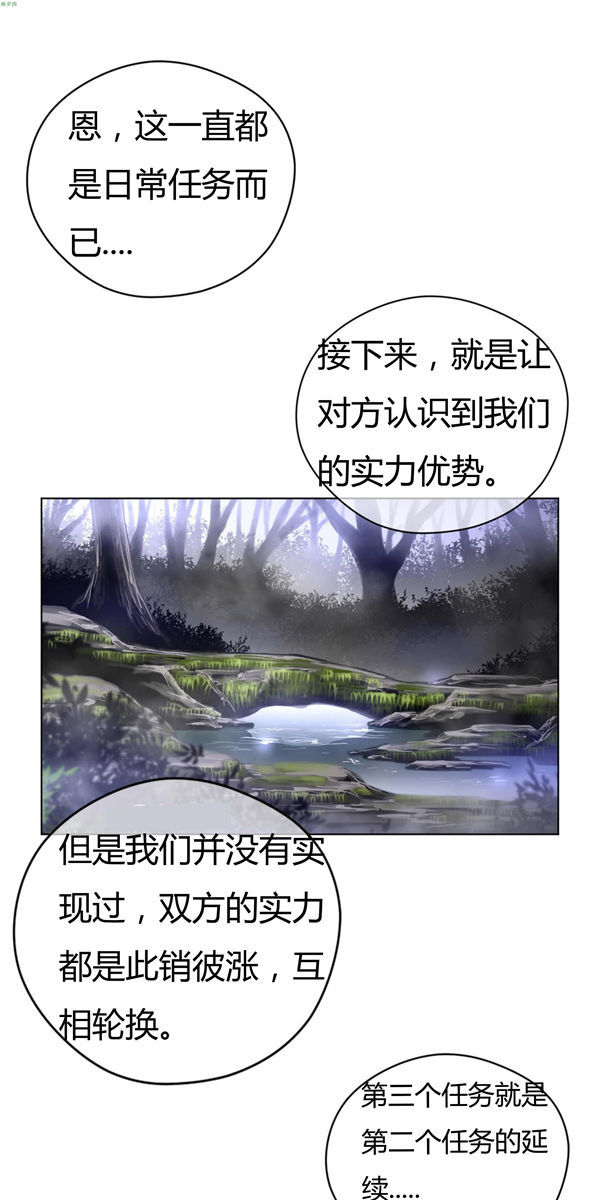 恩，这一直都
是日常任务而
已....
接下来，就是让
对方认识到我们
的实力优势。
但是我们并没有实
现过，双方的实力
都是此销彼涨，互
相轮换。
第三个任务就是
第二个任务的延
续.....